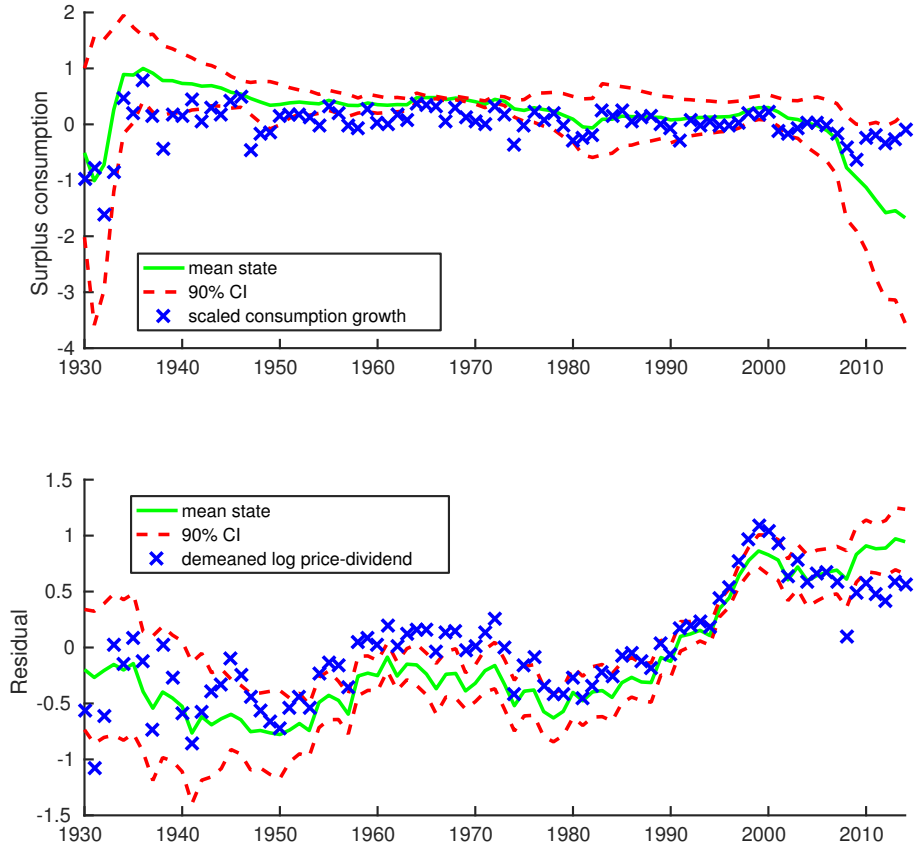 2
1
0
-1
-2
-3
-4
Surplus consumption
mean state
90% CI
scaled consumption growth
1930 1940 1950 1960 1970 1980 1990 2000 2010
1.5
1
0.5
0
-0.5
-1
-1.5
Residual
mean state
90% CI
demeaned log price-dividend
1930 1940 1950 1960 1970 1980 1990 2000 2010